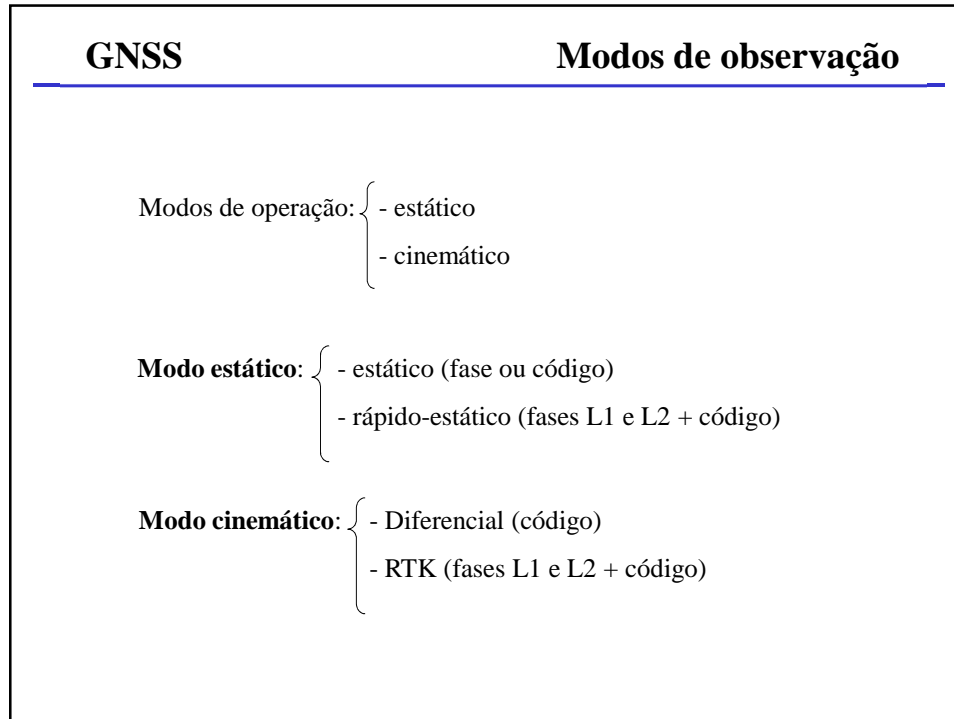 GNSS Modos de observação
Modos de operação: - estático
- cinemático
Modo estático: - estático (fase ou código)
- rápido-estático (fases L1 e L2 + código)
Modo cinemático: - Diferencial (código)
- RTK (fases L1 e L2 + código)